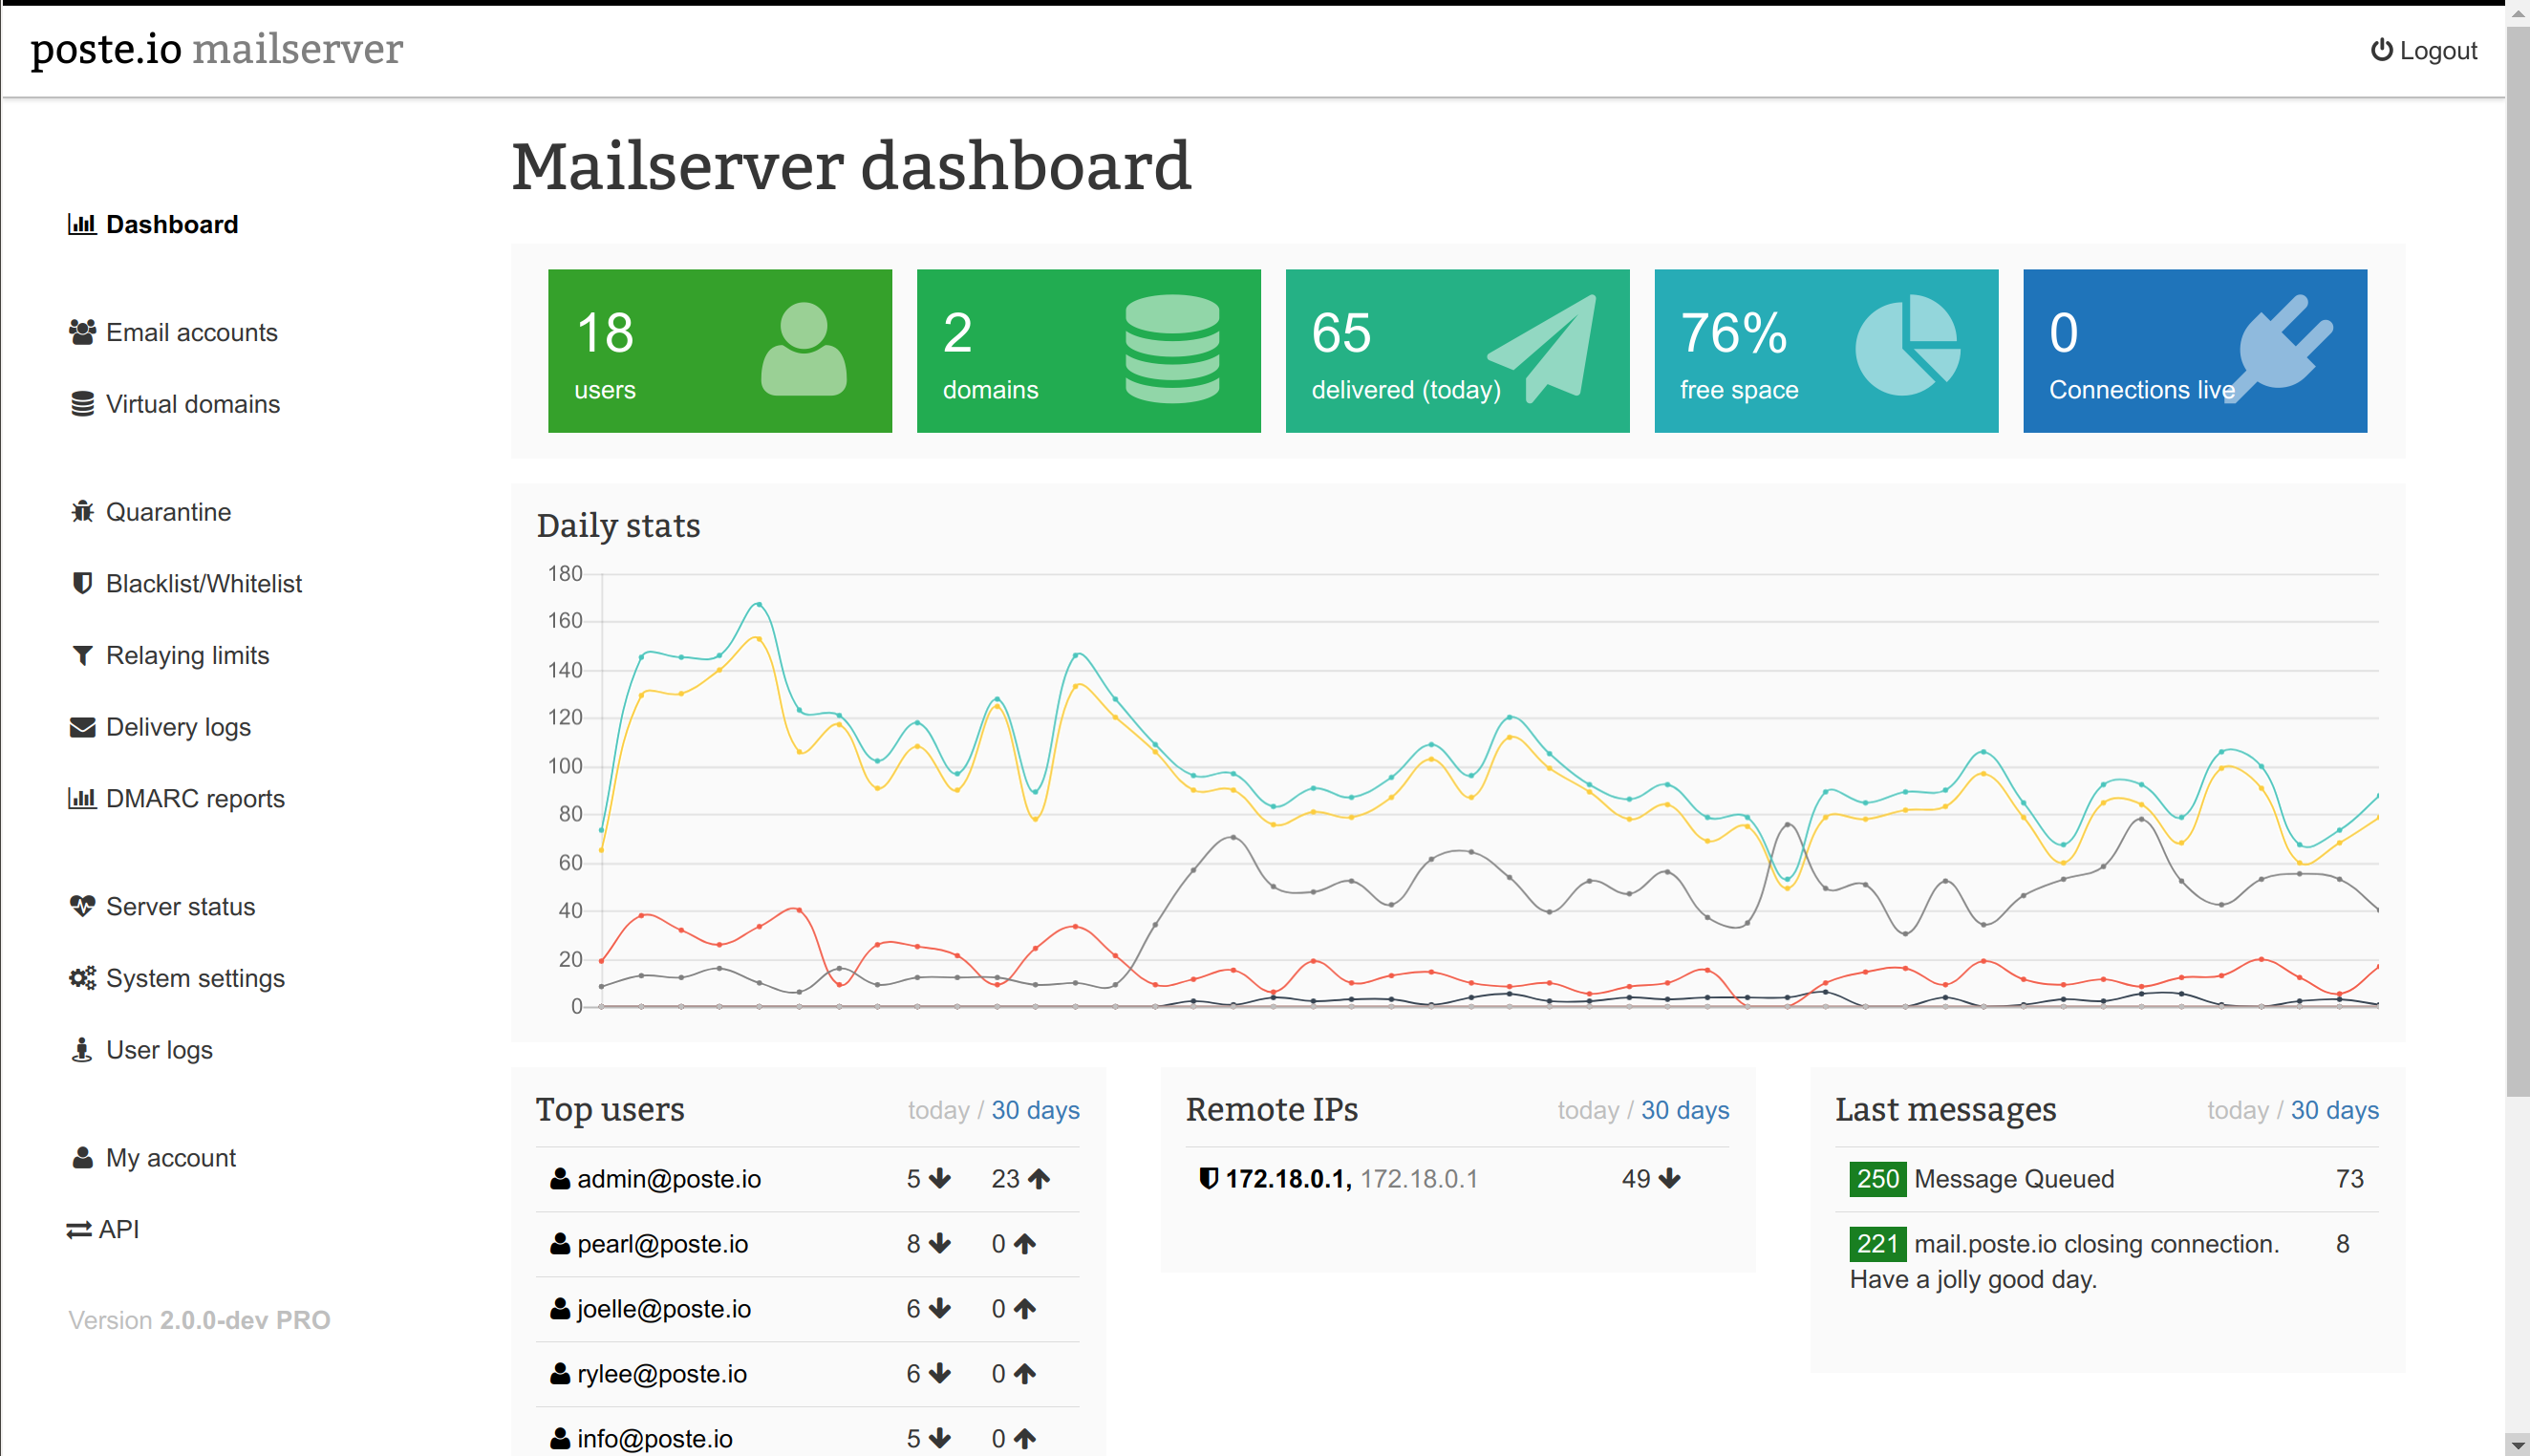 poste.io mailserver
Logout
Mailserver dashboard
Dashboard
Email accounts
Virtual domains
Quarantine
Blacklist/Whitelist
Relaying limits
Delivery logs
DMARC reports
Server status
System settings
User logs
My account
API
Version 2.0.0-dev PRO
18
users
2
domains
65
delivered (today)
76%
free space
0
Connections live
Daily stats
180
160
140
120
100
80
60
40
20
0
Top users today / 30 days
admin@poste.io 5 23
pearl@poste.io 8 0
joelle@poste.io 6 0
rylee@poste.io 6 0
info@poste.io 5 0
Remote IPs today / 30 days
172.18.0.1, 172.18.0.1 49
Last messages today / 30 days
250 Message Queued 73
221 mail.poste.io closing connection. 8
Have a jolly good day.